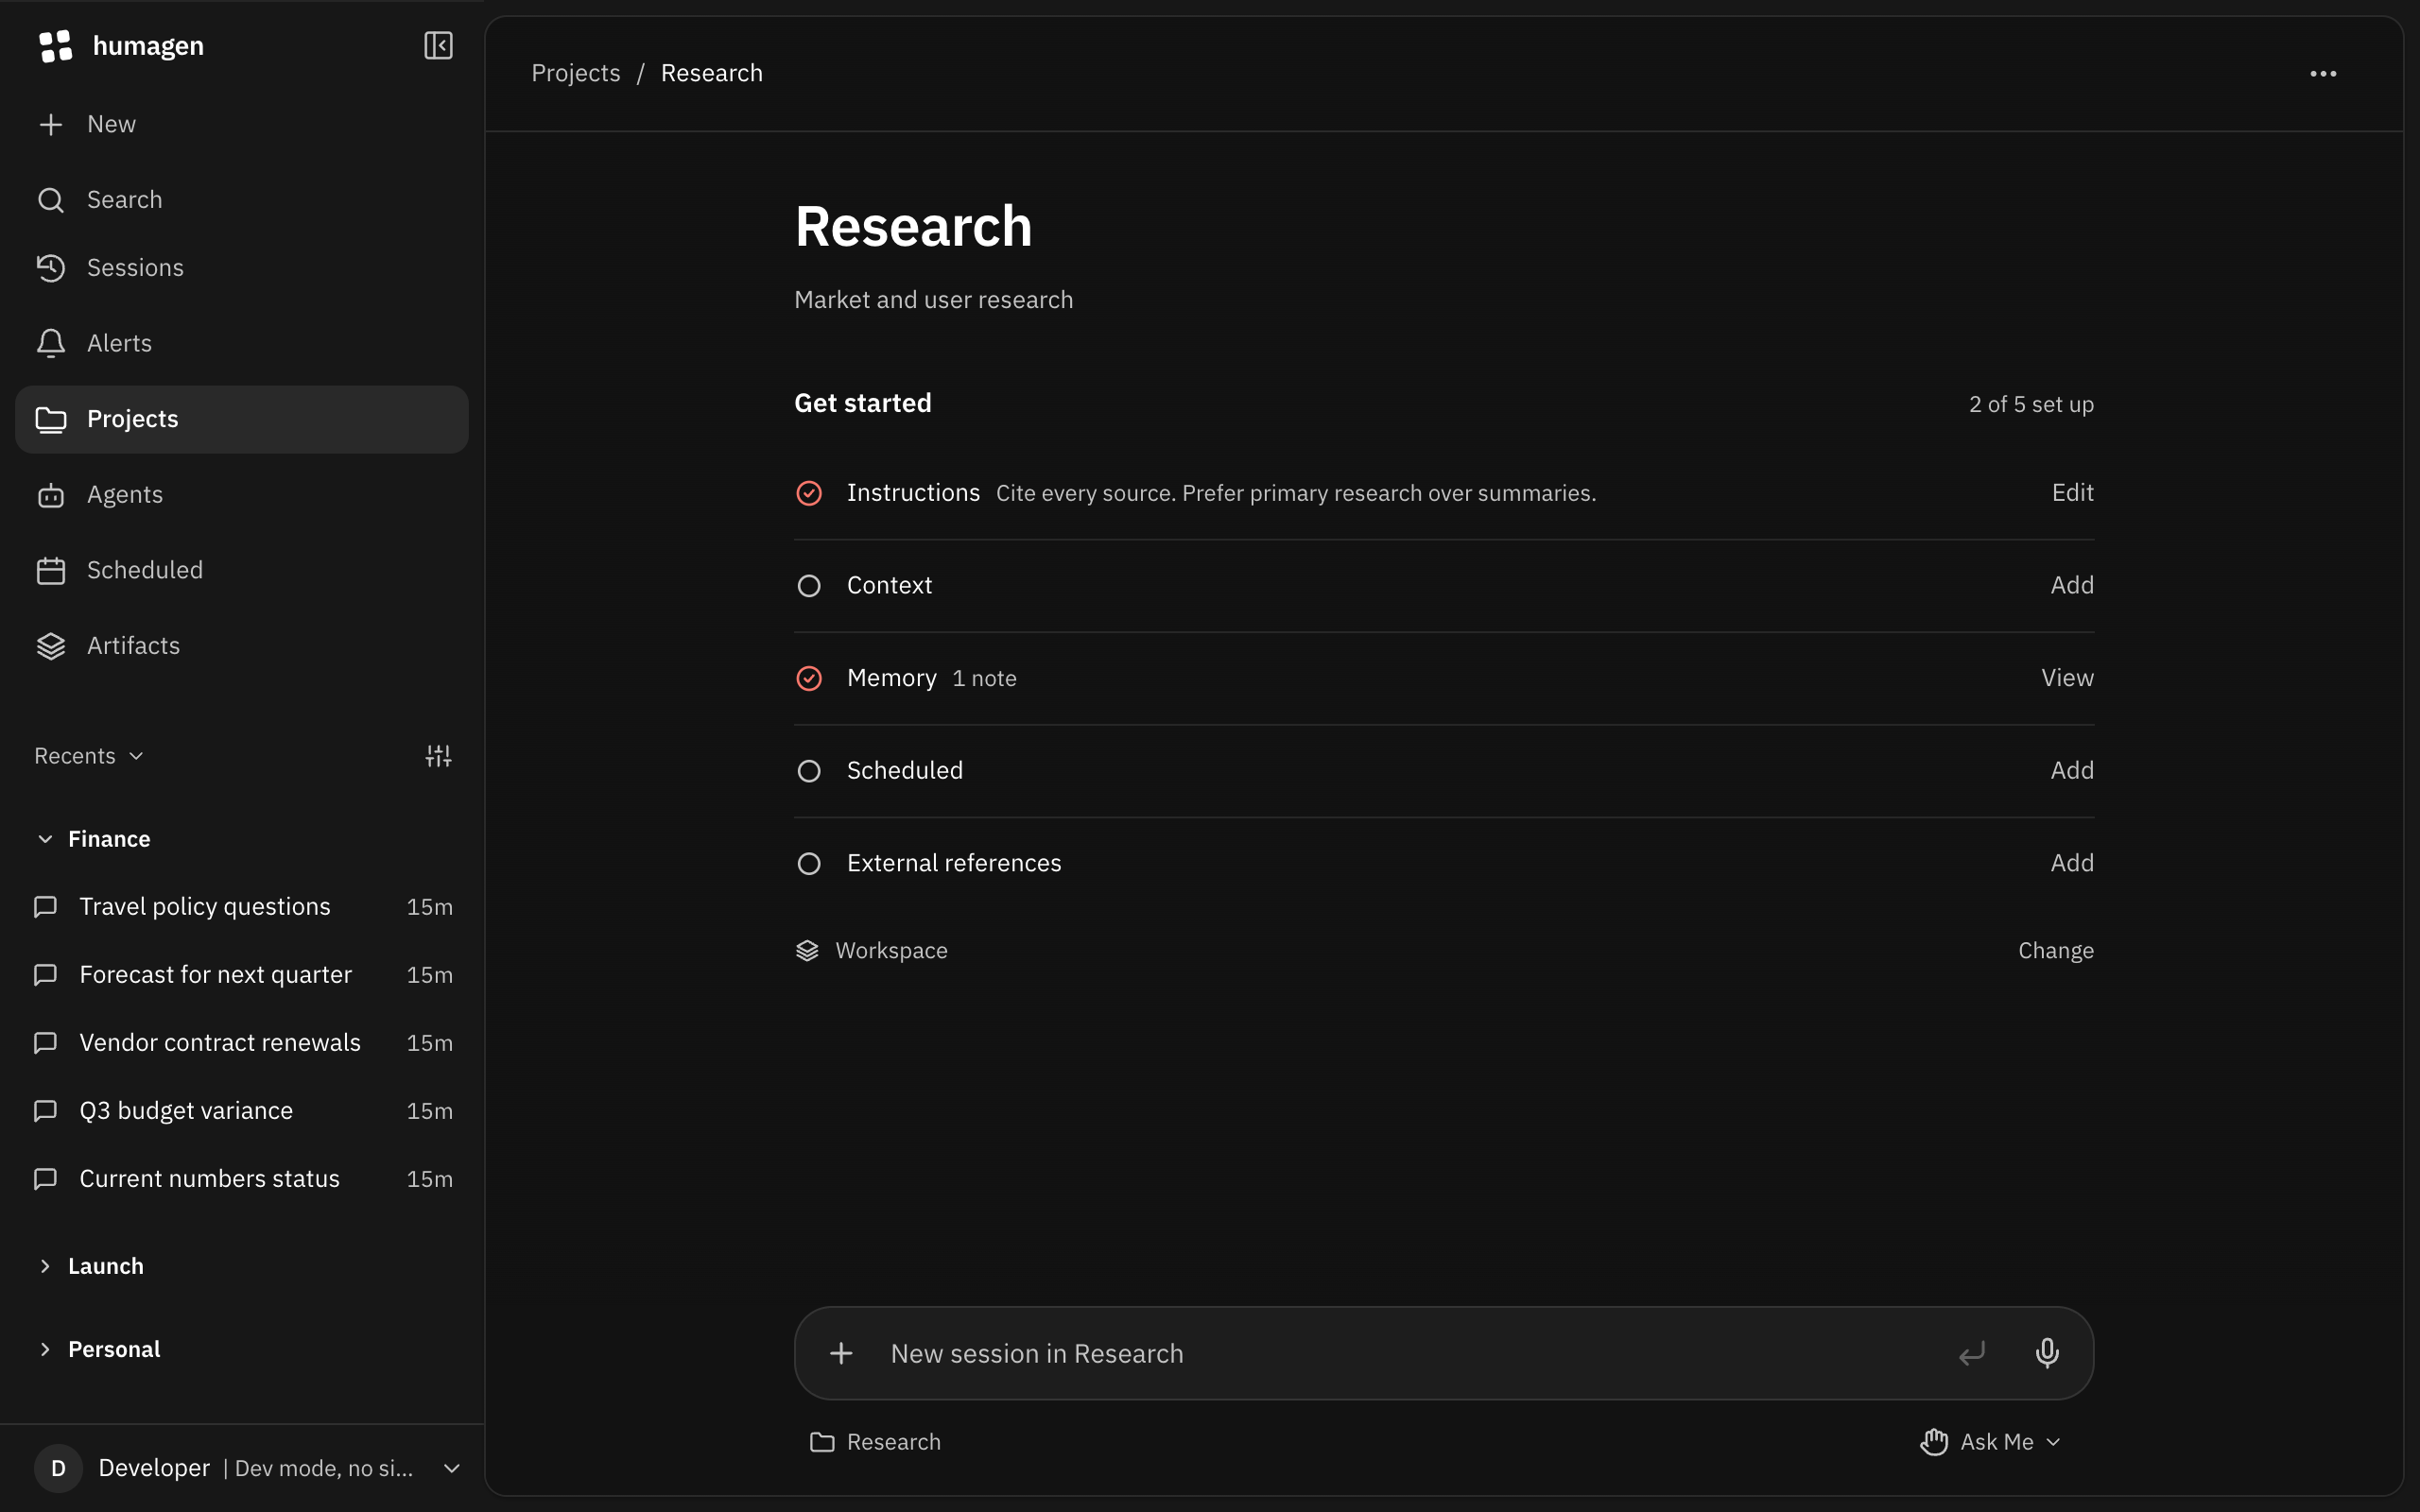 humagen
New
Search
Sessions
Alerts
Projects
Agents
Scheduled
Artifacts
Recents
Finance
Travel policy questions 15m
Forecast for next quarter 15m
Vendor contract renewals 15m
Q3 budget variance 15m
Current numbers status 15m
Launch
Personal
D Developer | Dev mode, no si...
Projects / Research
Research
Market and user research
Get started 2 of 5 set up
Instructions Cite every source. Prefer primary research over summaries. Edit
Context Add
Memory 1 note View
Scheduled Add
External references Add
Workspace Change
New session in Research
Research Ask Me